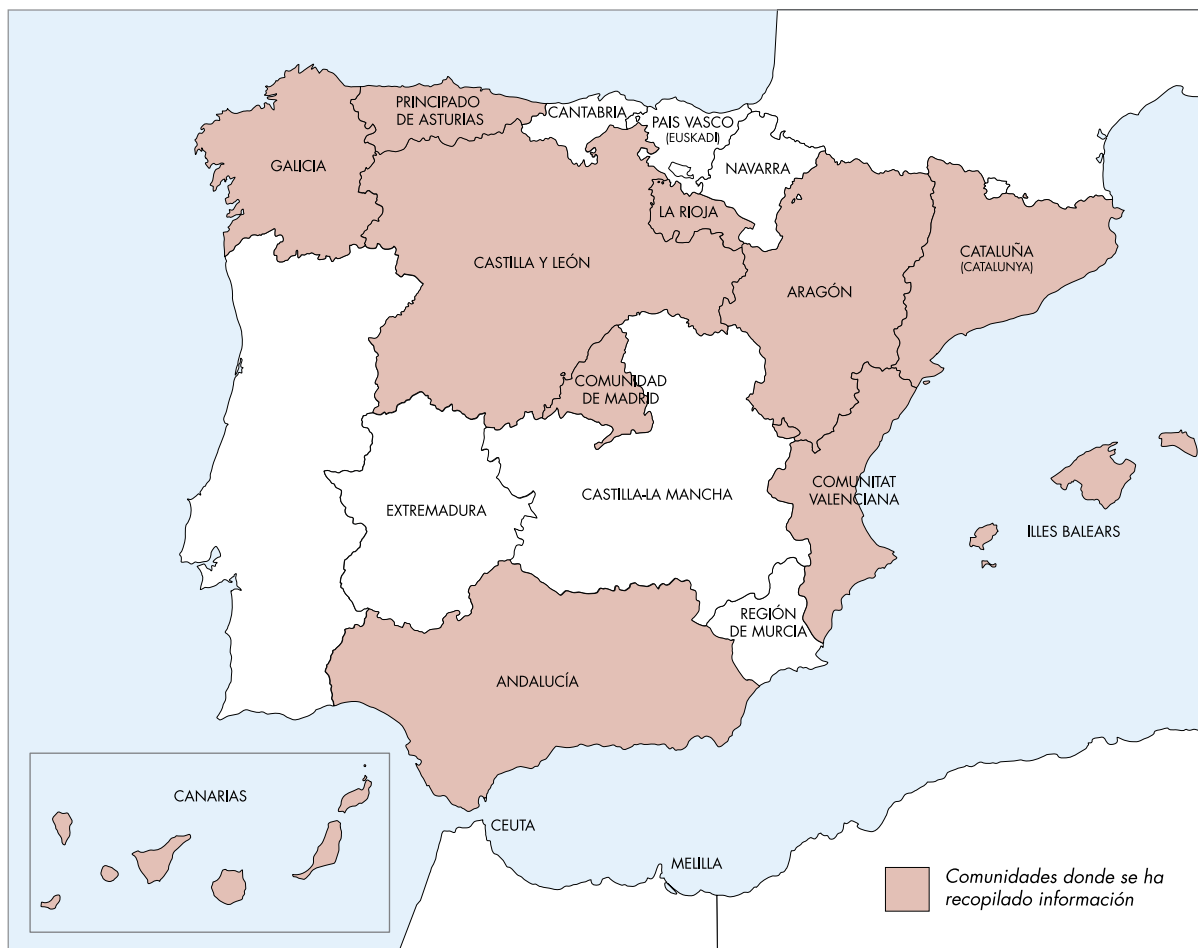 PRINCIPADO
DE ASTURIAS
CANTABRIA
PAIS VASCO
(EUSKADI)
GALICIA
NAVARRA
LA RIOJA
CASTILLA Y LEÓN
CATALUÑA
(CATALUNYA)
ARAGÓN
COMUNIDAD
DE MADRID
COMUNITAT
VALENCIANA
CASTILLA-LA MANCHA
EXTREMADURA
ILLES BALEARS
REGIÓN
DE MURCIA
ANDALUCÍA
CANARIAS
CEUTA
MELILLA
Comunidades donde se ha
recopilado información